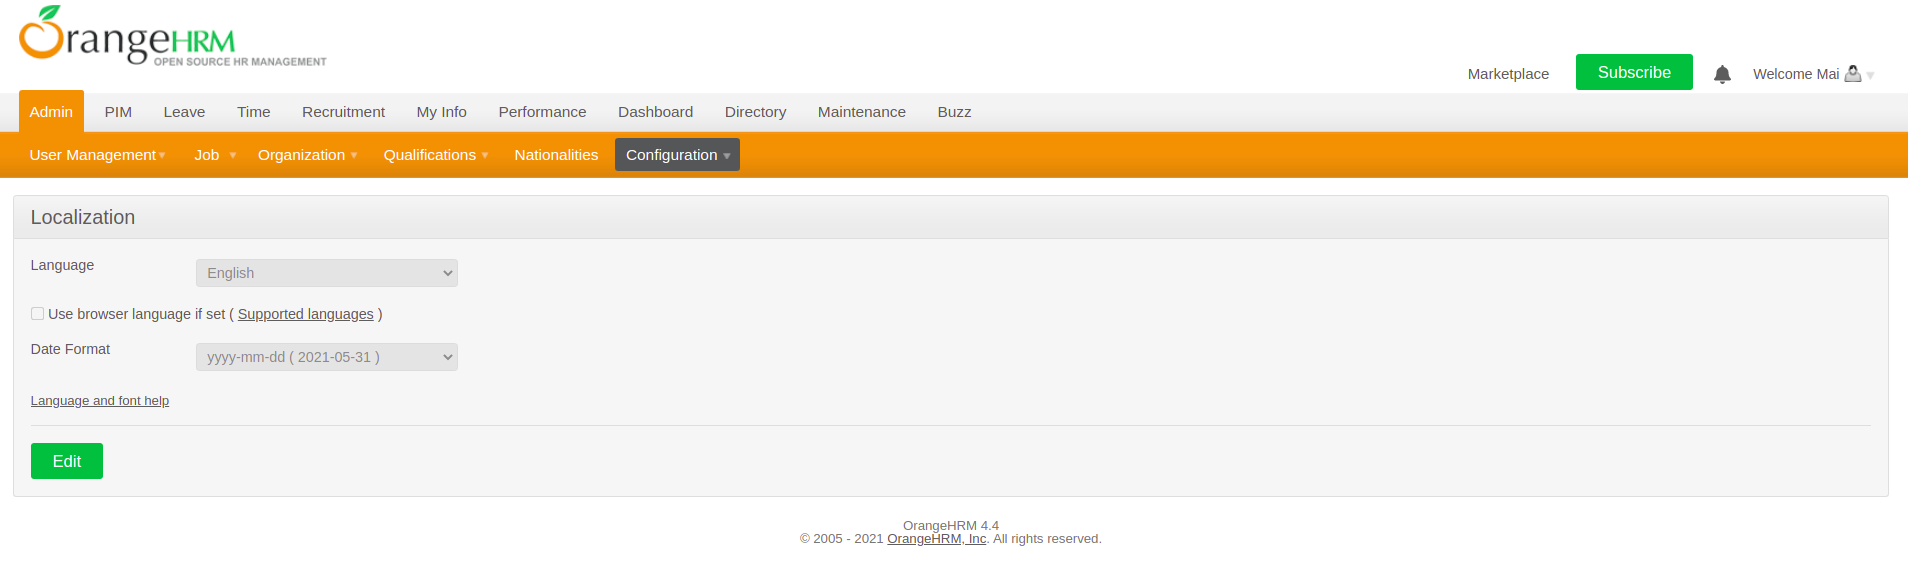 OrangeHRM
OPEN SOURCE HR MANAGEMENT
Marketplace Subscribe Welcome Mai
Admin PIM Leave Time Recruitment My Info Performance Dashboard Directory Maintenance Buzz
User Management Job Organization Qualifications Nationalities Configuration
Localization
Language English
Use browser language if set ( Supported languages )
Date Format yyyy-mm-dd ( 2021-05-31 )
Language and font help
Edit
OrangeHRM 4.4
© 2005 - 2021 OrangeHRM, Inc. All rights reserved.